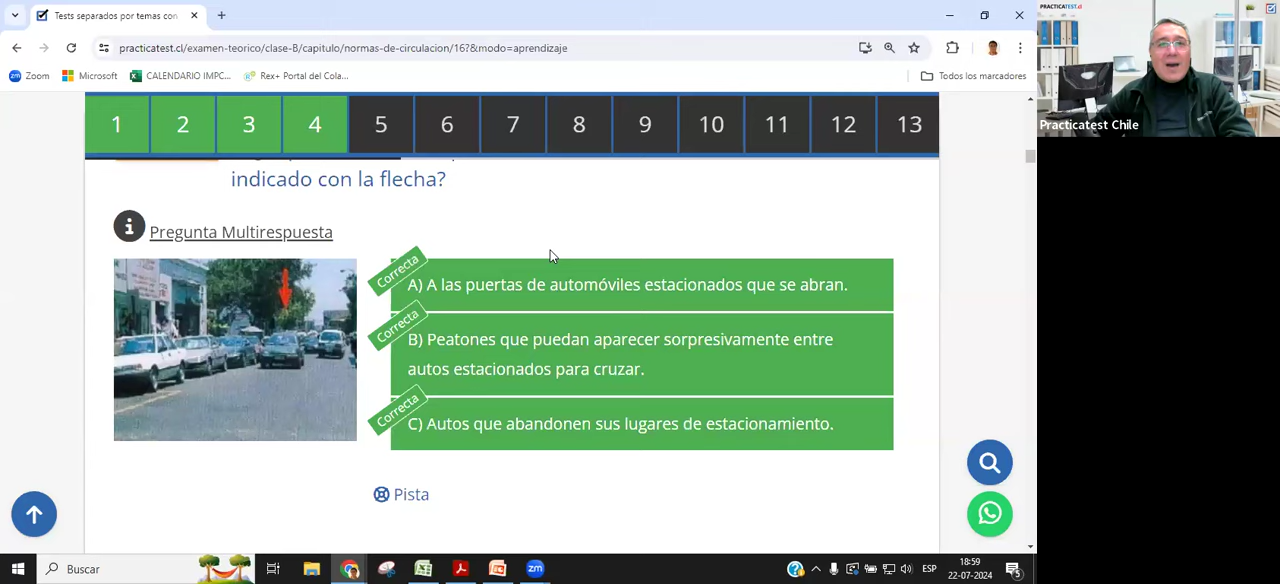 Tests separados por temas con
practicatest.cl/examen-teorico/clase-B/capitulo/normas-de-circulacion/162&modo=aprendizaje
Zoom
Microsoft
CALENDARIO IMPC...
Rex+ Portal del Cola...
Todos los marcadores
PRACTICATEST.cl
Practicatest Chile
1 2 3 4 5 6 7 8 9 10 11 12 13
indicado con la flecha?
Pregunta Multirespuesta
Correcta
A) A las puertas de automóviles estacionados que se abran.
Correcta
B) Peatones que puedan aparecer sorpresivamente entre
autos estacionados para cruzar.
Correcta
C) Autos que abandonen sus lugares de estacionamiento.
Pista
Buscar
zm
ESP
18:59
22-07-2024